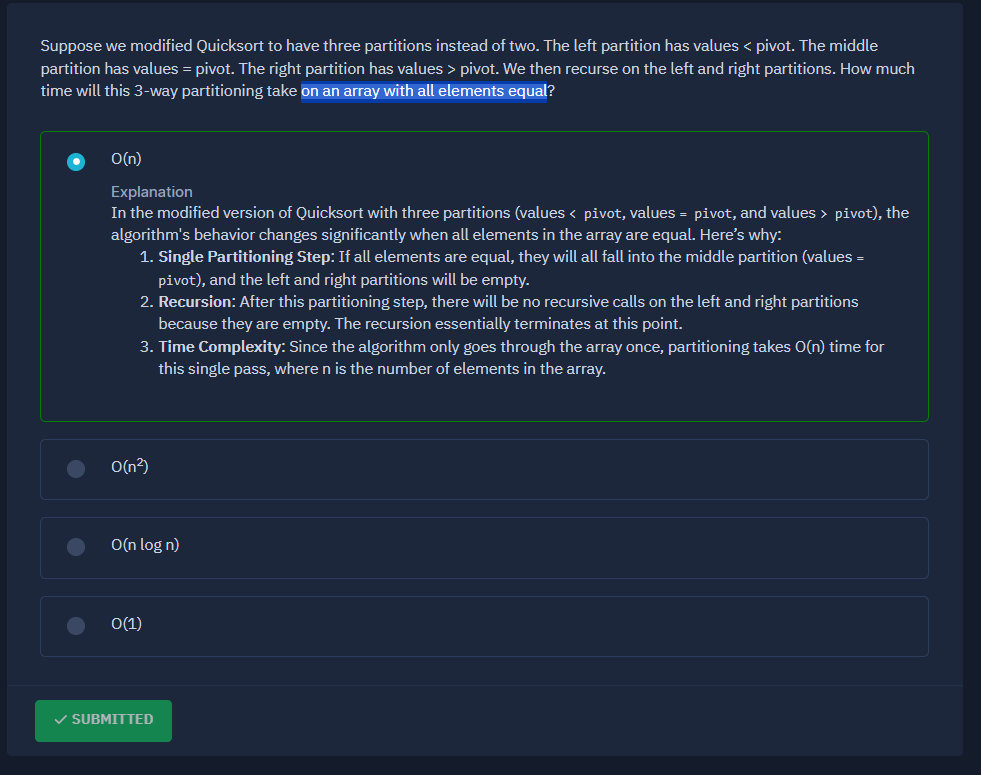 Suppose we modified Quicksort to have three partitions instead of two. The left partition has values < pivot. The middle
partition has values = pivot. The right partition has values > pivot. We then recurse on the left and right partitions. How much
time will this 3-way partitioning take on an array with all elements equal?
O(n)
Explanation
In the modified version of Quicksort with three partitions (values < pivot, values = pivot, and values > pivot), the
algorithm's behavior changes significantly when all elements in the array are equal. Here’s why:
1. Single Partitioning Step: If all elements are equal, they will all fall into the middle partition (values =
pivot), and the left and right partitions will be empty.
2. Recursion: After this partitioning step, there will be no recursive calls on the left and right partitions
because they are empty. The recursion essentially terminates at this point.
3. Time Complexity: Since the algorithm only goes through the array once, partitioning takes O(n) time for
this single pass, where n is the number of elements in the array.
O(n²)
O(n log n)
O(1)
✓ SUBMITTED